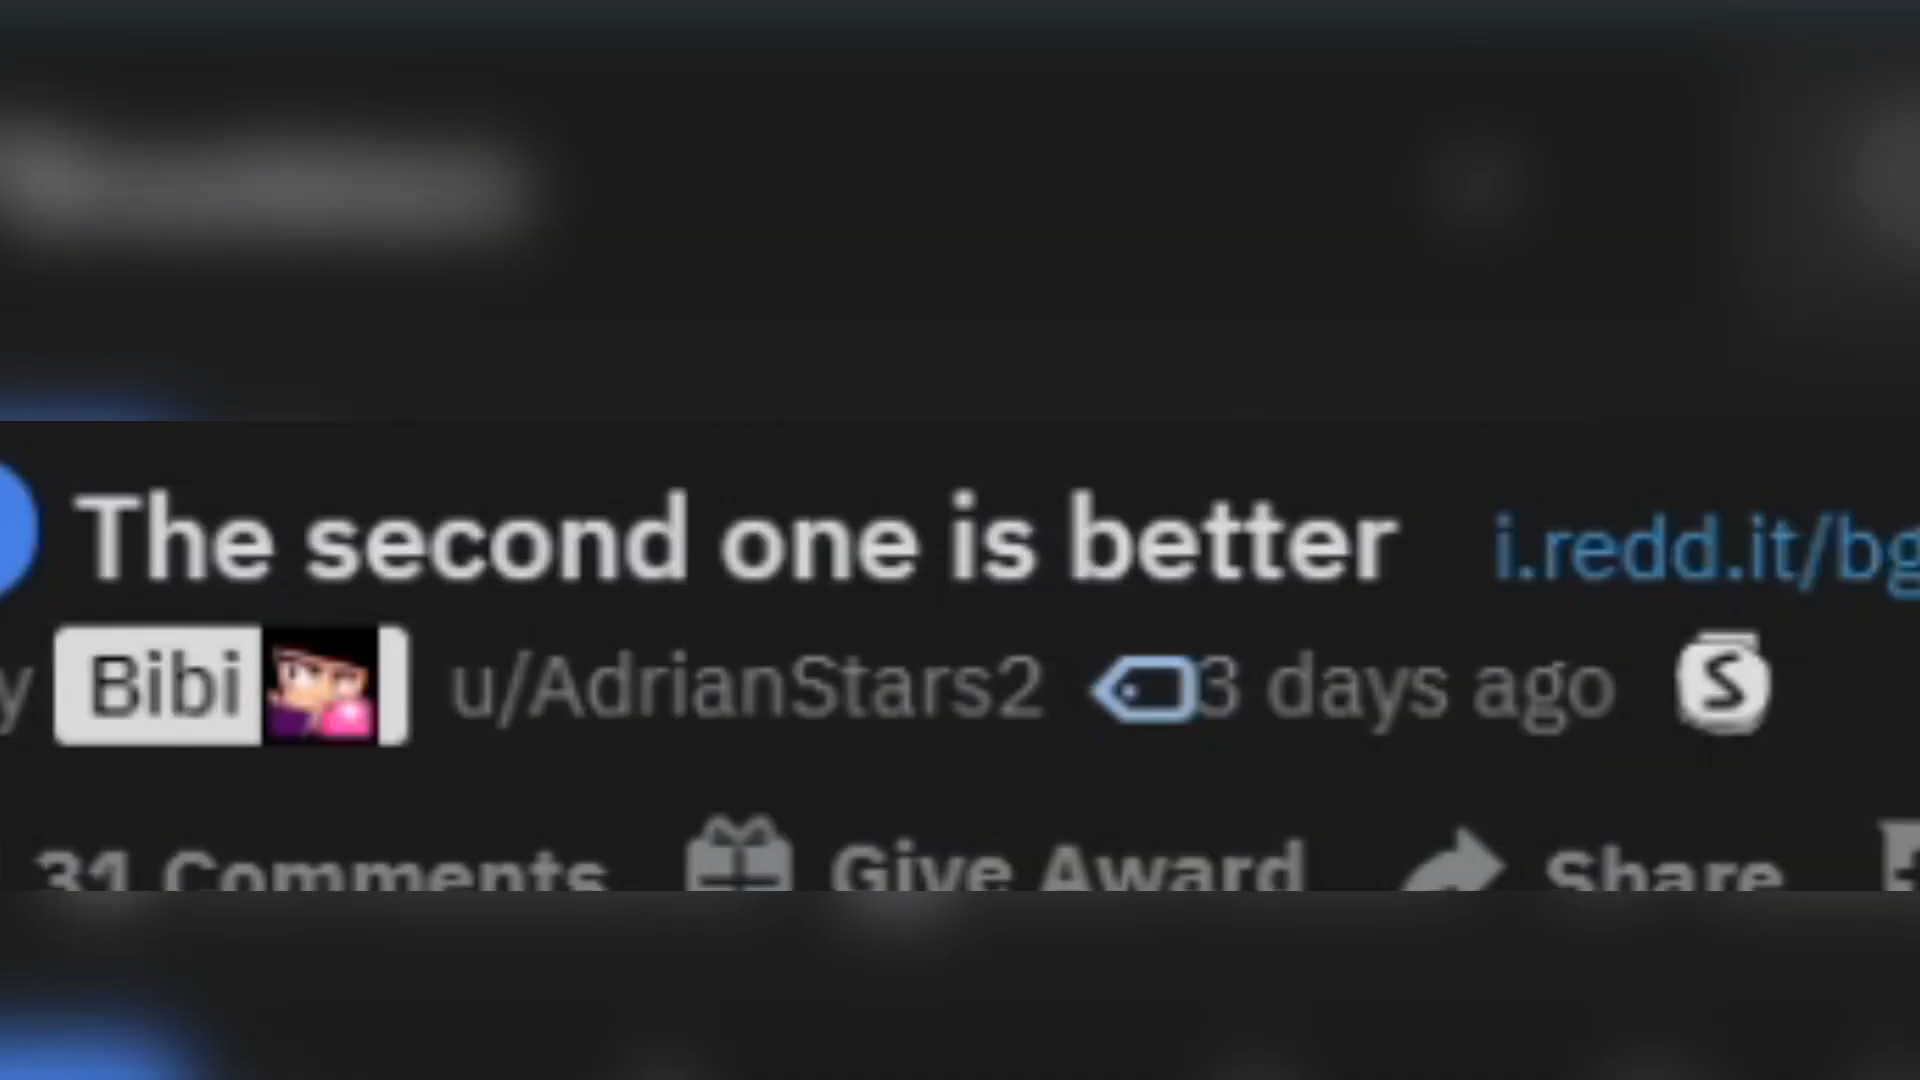 The second one is better i.redd.it/bg
y Bibi u/AdrianStars2 3 days ago S
31 Comments Give Award Share